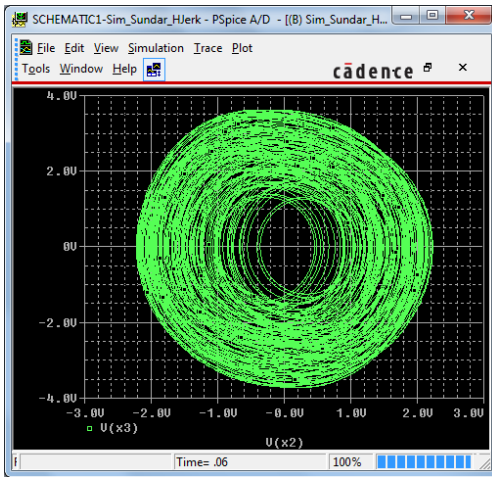 SCHEMATIC1-Sim_Sundar_HJerk - PSpice A/D - [(B) Sim_Sundar_H...
File Edit View Simulation Trace Plot
Tools Window Help
cādence
4.0V
2.0V
0V
-2.0V
-4.0V
-3.0V -2.0V -1.0V -0.0V 1.0V 2.0V 3.0V
V(x3)
V(x2)
F Time= .06 100%